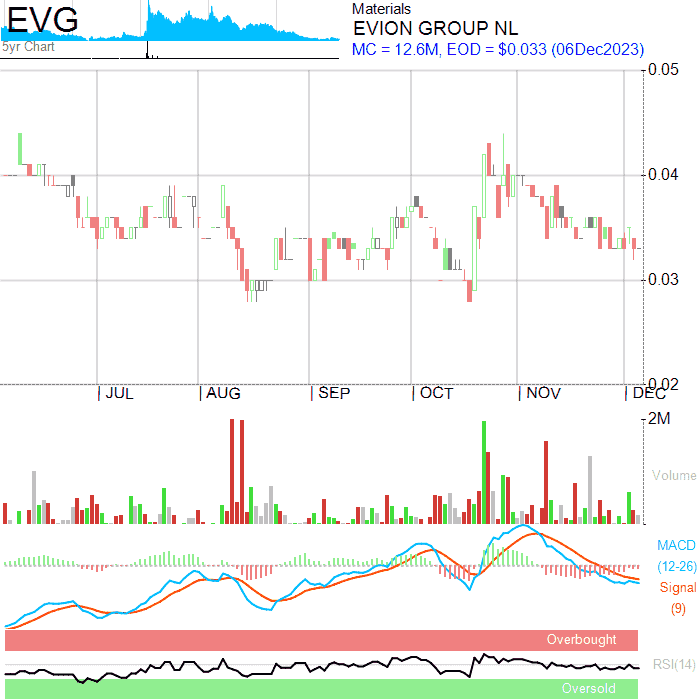 EVG
5yr Chart
Materials
EVION GROUP NL
MC = 12.6M, EOD = $0.033 (06Dec2023)
0.05
0.04
0.03
0.02
JUL AUG SEP OCT NOV DEC
2M
Volume
MACD
(12-26)
Signal
(9)
Overbought
RSI(14)
Oversold